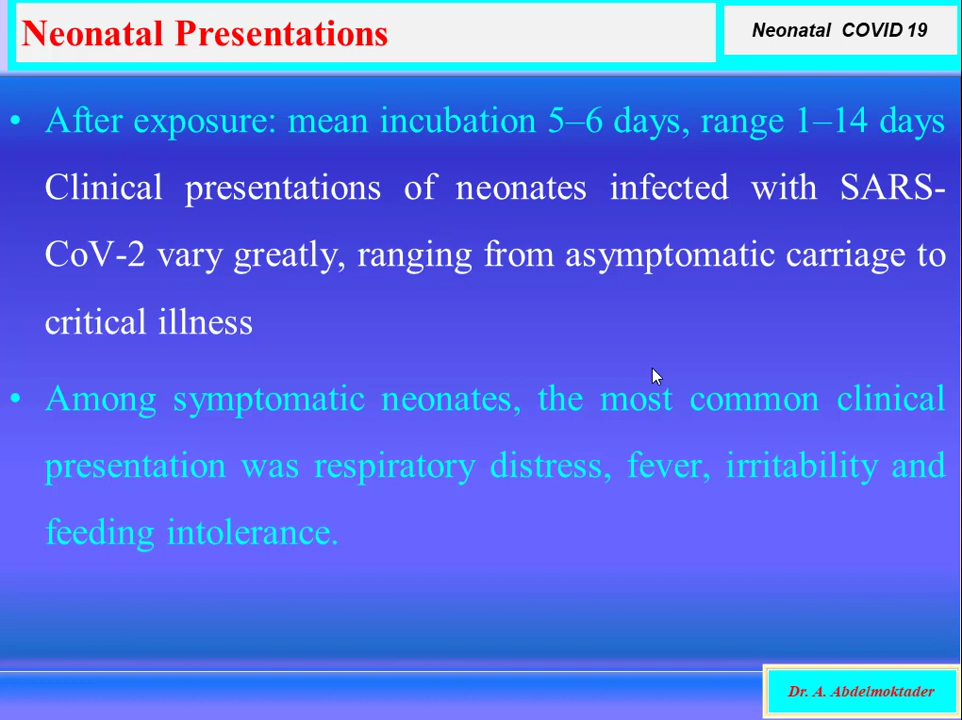 Neonatal Presentations
Neonatal COVID 19
• After exposure: mean incubation 5–6 days, range 1–14 days
Clinical presentations of neonates infected with SARS-
CoV-2 vary greatly, ranging from asymptomatic carriage to
critical illness
• Among symptomatic neonates, the most common clinical
presentation was respiratory distress, fever, irritability and
feeding intolerance.
Dr. A. Abdelmoktader